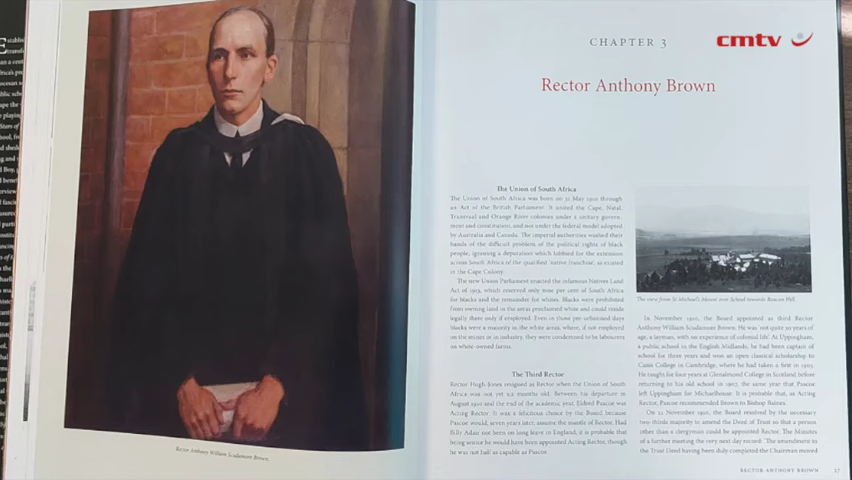 Rector Anthony William Scudamore Brown.
CHAPTER 3
cmtv
Rector Anthony Brown
The Union of South Africa
The Union of South Africa was born on 31 May 1910 through
an Act of the British Parliament. It united the Cape, Natal,
Transvaal and Orange River colonies under a unitary govern-
ment and constitution, and not under the federal model adopted
by Australia and Canada. The imperial authorities washed their
hands of the difficult problem of the political rights of black
people, ignoring a deputation which lobbied for the extension
across South Africa of the qualified 'native franchise', as existed
in the Cape Colony.
The new Union Parliament enacted the infamous Natives Land
Act of 1913, which reserved only nine per cent of South Africa
for blacks and the remainder for whites. Blacks were prohibited
from owning land in the areas proclaimed white and could reside
legally there only if employed. Even in those pre-urbanised days
blacks were a majority in the white areas, where, if not employed
on the mines or in industry, they were condemned to be labourers
on white-owned farms.
The Third Rector
Rector Hugh-Jones resigned as Rector when the Union of South
Africa was not yet six months old. Between his departure in
August 1910 and the end of the academic year, Eldred Pascoe was
Acting Rector. It was a felicitous choice by the Board because
Pascoe would, seven years later, assume the mantle of Rector. Had
Billy Adair not been on long leave in England, it is probable that
being senior he would have been appointed Acting Rector, though
he was not half as capable as Pascoe.
The view from St Michael's Mount over School towards Beacon Hill.
In November 1910, the Board appointed as third Rector
Anthony William Scudamore Brown. He was 'not quite 30 years of
age, a layman, with no experience of colonial life'. At Uppingham,
a public school in the English Midlands, he had been captain of
school for three years and won an open classical scholarship to
Caius College in Cambridge, where he had taken a first in 1903.
He taught for four years at Glenalmond College in Scotland before
returning to his old school in 1907, the same year that Pascoe
left Uppingham for Michaelhouse. It is probable that, as Acting
Rector, Pascoe recommended Brown to Bishop Baines.
On 22 November 1910, the Board resolved by the necessary
two thirds majority to amend the Deed of Trust so that a person
other than a clergyman could be appointed Rector. The Minutes
of a further meeting the very next day record: 'The amendment to
the Trust Deed having been duly completed the Chairman moved
RECTOR ANTHONY BROWN 27